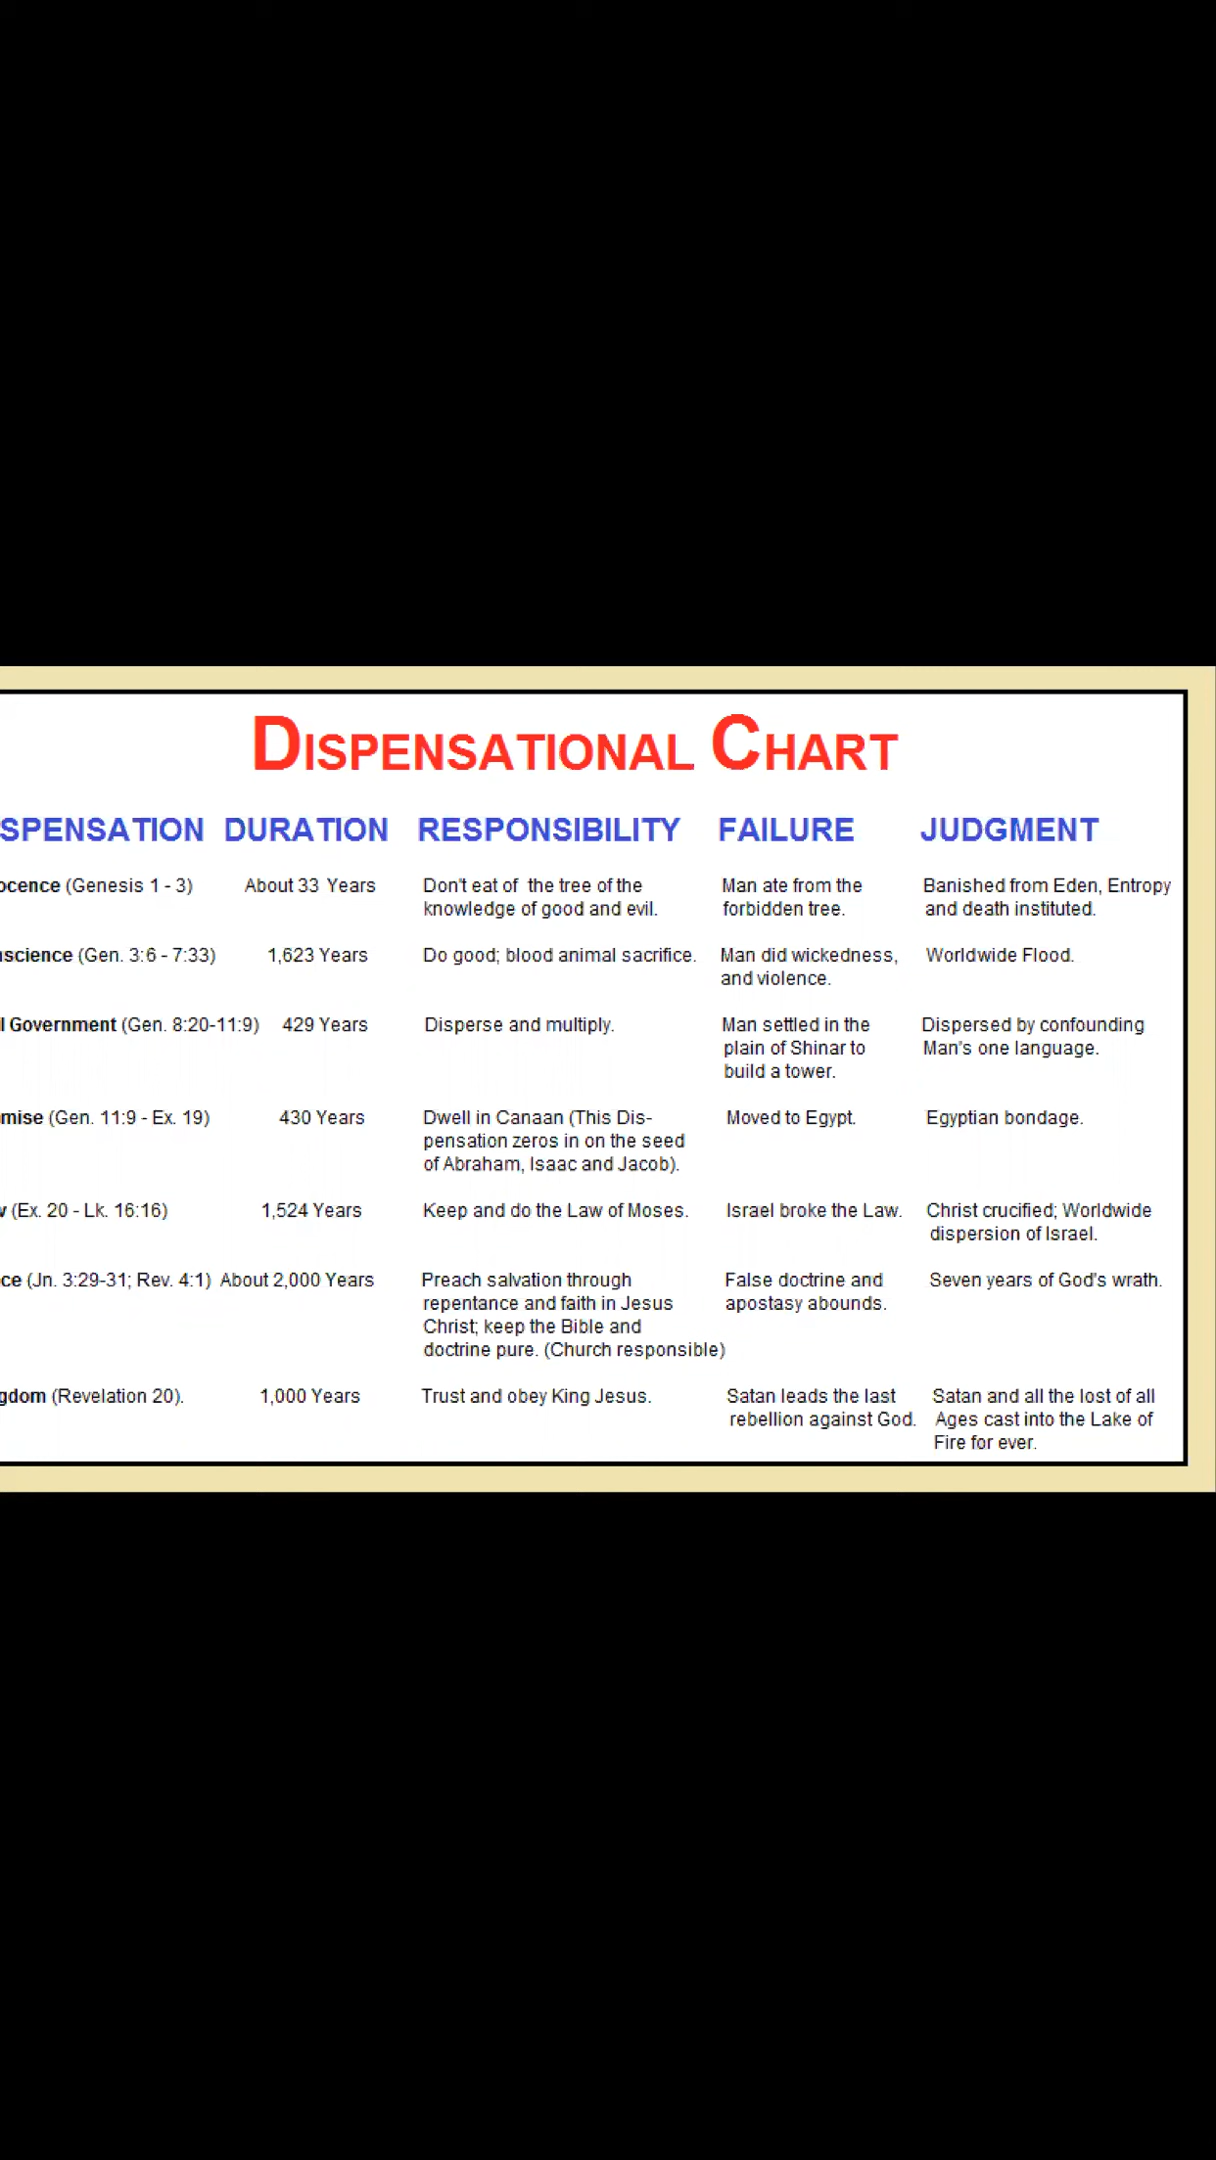 DISPENSATIONAL CHART
SPENSATION DURATION RESPONSIBILITY FAILURE JUDGMENT
ocence (Genesis 1 - 3) About 33 Years Don't eat of the tree of the Man ate from the Banished from Eden, Entropy
knowledge of good and evil. forbidden tree. and death instituted.
nscience (Gen. 3:6 - 7:33) 1,623 Years Do good; blood animal sacrifice. Man did wickedness, Worldwide Flood.
and violence.
l Government (Gen. 8:20-11:9) 429 Years Disperse and multiply. Man settled in the Dispersed by confounding
plain of Shinar to Man's one language.
build a tower.
mise (Gen. 11:9 - Ex. 19) 430 Years Dwell in Canaan (This Dis- Moved to Egypt. Egyptian bondage.
pensation zeros in on the seed
of Abraham, Isaac and Jacob).
w (Ex. 20 - Lk. 16:16) 1,524 Years Keep and do the Law of Moses. Israel broke the Law. Christ crucified; Worldwide
dispersion of Israel.
ce (Jn. 3:29-31; Rev. 4:1) About 2,000 Years Preach salvation through False doctrine and Seven years of God's wrath.
repentance and faith in Jesus apostasy abounds.
Christ; keep the Bible and
doctrine pure. (Church responsible)
gdom (Revelation 20). 1,000 Years Trust and obey King Jesus. Satan leads the last Satan and all the lost of all
rebellion against God. Ages cast into the Lake of
Fire for ever.